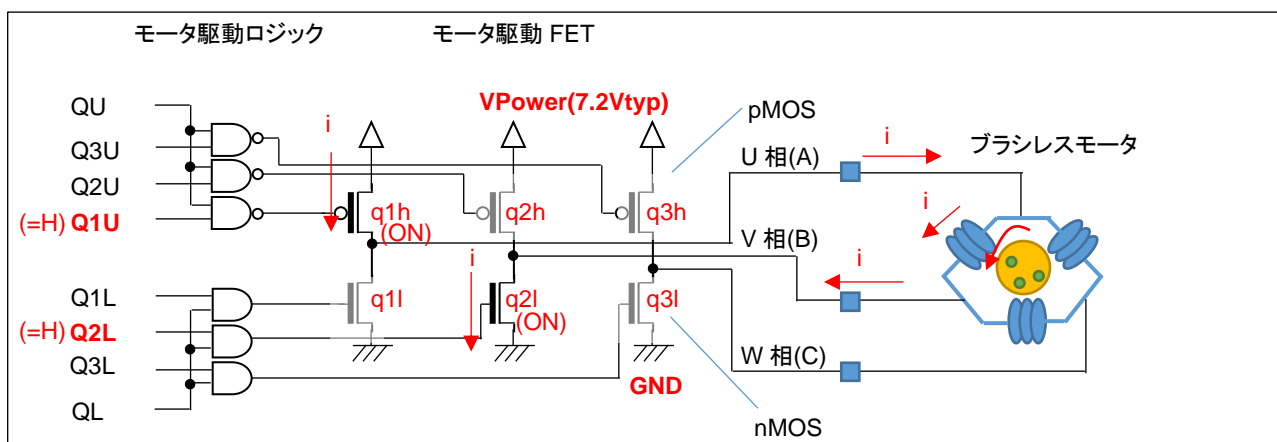 モータ駆動ロジック
モータ駆動 FET
QU
Q3U
Q2U
(=H) Q1U
Q1L
(=H) Q2L
Q3L
QL
i
VPower(7.2Vtyp)
pMOS
q1h
(ON)
q2h
q3h
q1l
i
q2l
(ON)
q3l
GND
nMOS
U 相(A)
i
ブラシレスモータ
i
V 相(B)
i
W 相(C)